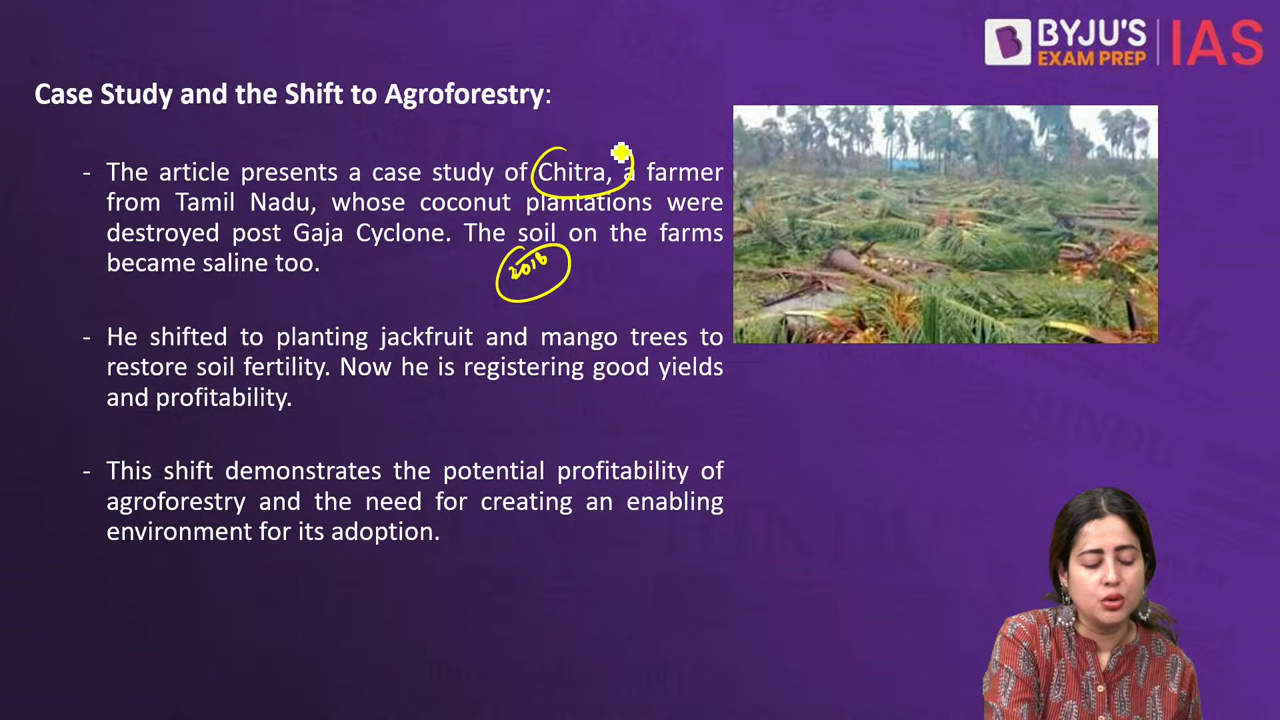 BYJU'S
EXAM PREP
IAS
Case Study and the Shift to Agroforestry:
- The article presents a case study of Chitra, a farmer
from Tamil Nadu, whose coconut plantations were
destroyed post Gaja Cyclone. The soil on the farms
became saline too.
2018
- He shifted to planting jackfruit and mango trees to
restore soil fertility. Now he is registering good yields
and profitability.
- This shift demonstrates the potential profitability of
agroforestry and the need for creating an enabling
environment for its adoption.